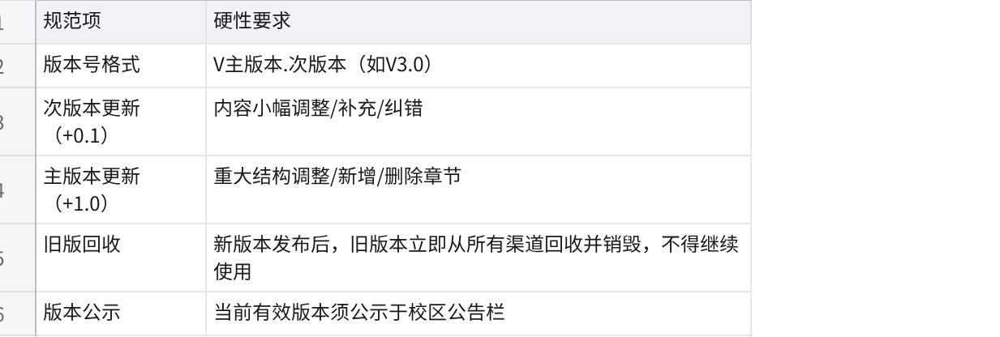 1 规范项 硬性要求
2 版本号格式 V主版本.次版本（如V3.0）
3 次版本更新 内容小幅调整/补充/纠错
（+0.1）
4 主版本更新 重大结构调整/新增/删除章节
（+1.0）
5 旧版回收 新版本发布后，旧版本立即从所有渠道回收并销毁，不得继续
使用
6 版本公示 当前有效版本须公示于校区公告栏